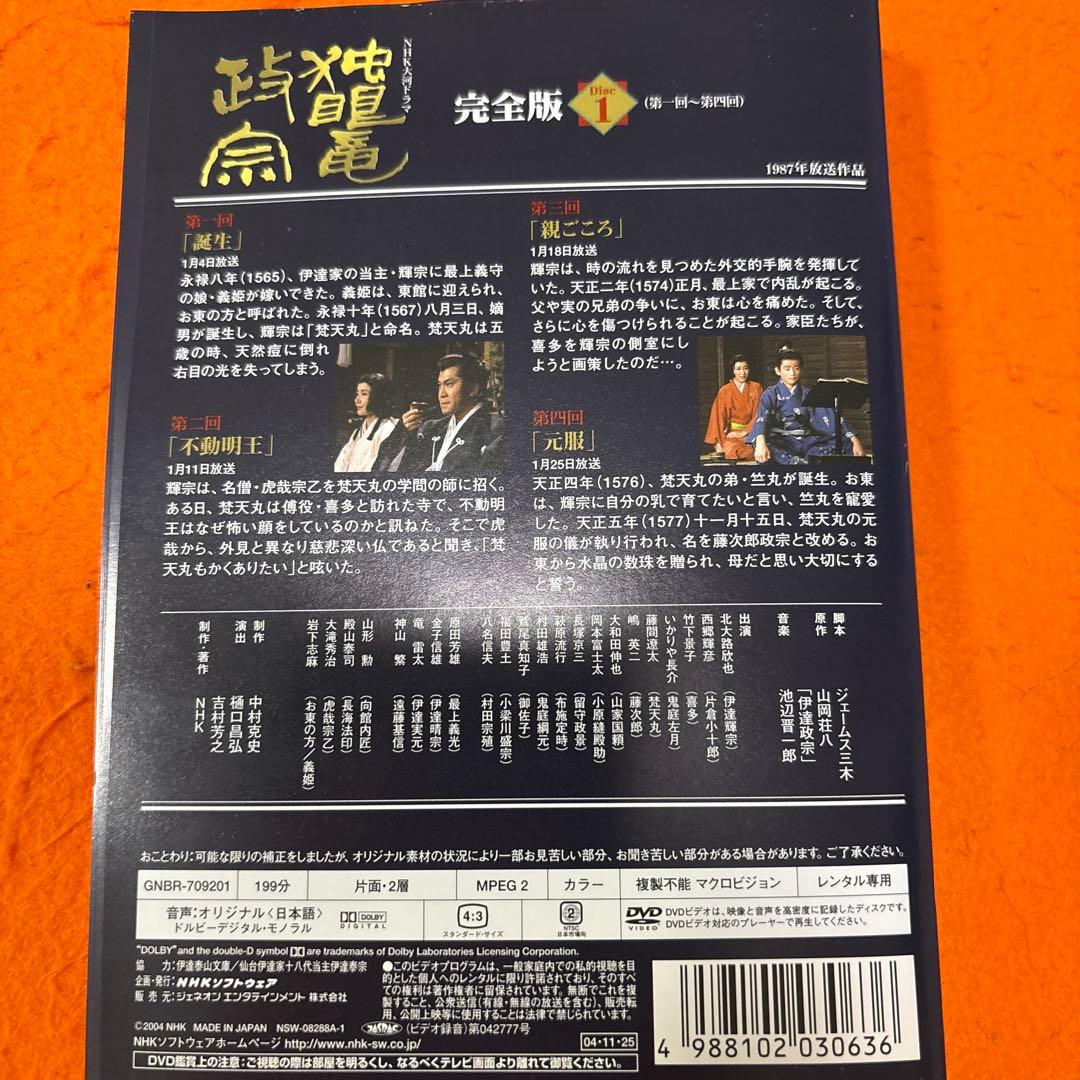 NHK大河ドラマ
独眼竜
政宗
完全版
Disc
1
(第一回～第四回)
1987年放送作品
第一回
「誕生」
1月4日放送
永禄八年(1565)、伊達家の当主・輝宗に最上義守
の娘・義姫が嫁いできた。義姫は、東館に迎えられ、
お東の方と呼ばれた。永禄十年(1567)八月三日、嫡
男が誕生し、輝宗は「梵天丸」と命名。梵天丸は五
歳の時、天然痘に倒れ
右目の光を失ってしまう。
第二回
「不動明王」
1月11日放送
輝宗は、名僧・虎哉宗乙を梵天丸の学問の師に招く。
ある日、梵天丸は傅役・喜多と訪れた寺で、不動明
王はなぜ怖い顔をしているのかと訊ねた。そこで虎
哉から、外見と異なり慈悲深い仏であると聞き、「梵
天丸もかくありたい」と呟いた。
第三回
「親ごころ」
1月18日放送
輝宗は、時の流れを見つめた外交的手腕を発揮して
いた。天正二年(1574)正月、最上家で内乱が起こる。
父や実の兄弟の争いに、お東は心を痛めた。そして、
さらに心を傷つけられることが起こる。家臣たちが、
喜多を輝宗の側室にし
ようと画策したのだ…。
第四回
「元服」
1月25日放送
天正四年(1576)、梵天丸の弟・竺丸が誕生。お東
は、輝宗に自分の乳で育てたいと言い、竺丸を寵愛
した。天正五年(1577)十一月十五日、梵天丸の元
服の儀が執り行われ、名を藤次郎政宗と改める。お
東から水晶の数珠を贈られ、母だと思い大切にする
と誓う。
脚本 ジェームス三木
原作 山岡荘八
「伊達政宗」
音楽 池辺晋一郎
出演
北大路欣也 (伊達輝宗)
西郷輝彦 (片倉小十郎)
竹下景子 (喜多)
いかりや長介 (鬼庭左月)
藤間遼太 (梵天丸)
嶋 英二 (藤次郎)
大和田伸也 (山家国頼)
岡本富士太 (小原縫殿助)
長塚京三 (留守政景)
萩原流行 (布施定時)
村田雄浩 (鬼庭綱元)
鷲尾真知子 (御佐子)
福田豊土 (小梁川盛宗)
八名信夫 (村田宗殖)
原田芳雄 (最上義光)
金子信雄 (伊達晴宗)
竜 雷太 (伊達実元)
神山 繁 (遠藤基信)
山形 勲 (向館内匠)
殿山泰司 (長海法印)
大滝秀治 (虎哉宗乙)
岩下志麻 (お東の方/義姫)
制作 中村克史
演出 樋口昌弘
吉村芳之
制作・著作 NHK
おことわり:可能な限りの補正をしましたが、オリジナル素材の状況により一部お見苦しい部分、お聞き苦しい部分がある場合があります。ご了承ください。
GNBR-709201 199分 片面・2層 MPEG 2 カラー 複製不能 マクロビジョン レンタル専用
音声:オリジナル〈日本語〉
ドルビーデジタル・モノラル
DOLBY
DIGITAL
4:3
スタンダード・サイズ
2
NTSC
日本市場向
DVD
VIDEO
DVDビデオは、映像と音声を高密度に記録したディスクです。
DVDビデオ対応のプレーヤーで再生してください。
"DOLBY" and the double-D symbol are trademarks of Dolby Laboratories Licensing Corporation.
協 力:伊達泰山文庫/仙台伊達家十八代当主伊達泰宗
企画・発行:NHKソフトウェア
販 売 元:ジェネオン エンタテインメント 株式会社
©2004 NHK MADE IN JAPAN NSW-08288A-1
NHKソフトウェアホームページ http://www.nhk-sw.co.jp/
●このビデオプログラムは、一般家庭内での私的視聴を目
的とした個人へのレンタルに限り許諾されており、そのすべ
ての権利は著作権者に留保されています。無断でこれを複
製すること、公衆送信(有線・無線の放送を含む)、販売転
用、公開上映等に使用することは法律で禁じられています。
JASRAC (ビデオ録音)第042777号
04・11・25
DVD鑑賞上の注意:ご視聴の際は部屋を明るくし、なるべくテレビ画面より離れて御覧ください。
4 988102 030636